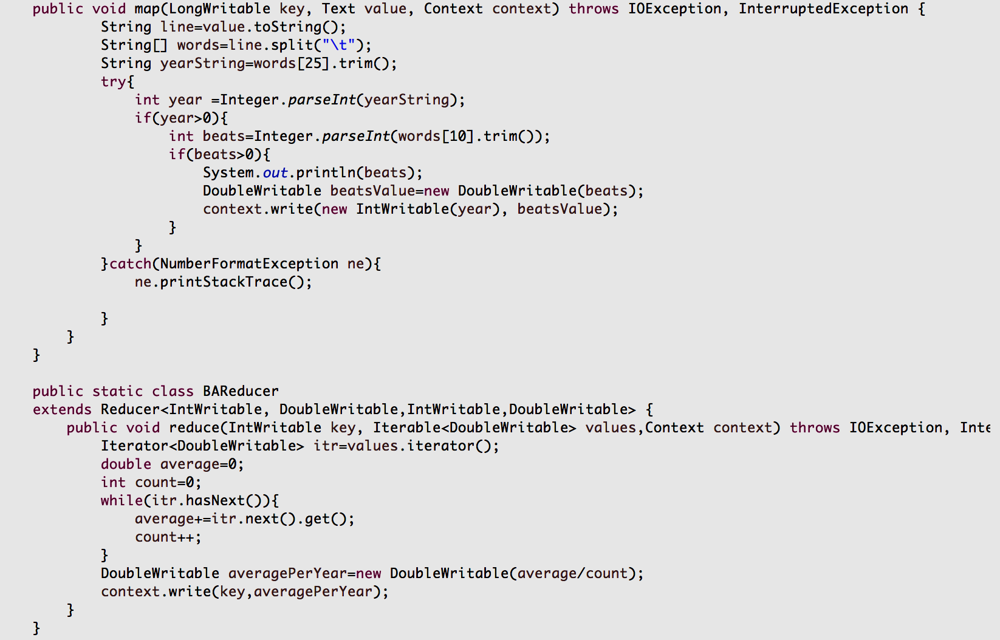 public void map(LongWritable key, Text value, Context context) throws IOException, InterruptedException {
String line=value.toString();
String[] words=line.split("\t");
String yearString=words[25].trim();
try{
int year =Integer.parseInt(yearString);
if(year>0){
int beats=Integer.parseInt(words[10].trim());
if(beats>0){
System.out.println(beats);
DoubleWritable beatsValue=new DoubleWritable(beats);
context.write(new IntWritable(year), beatsValue);
}
}
}catch(NumberFormatException ne){
ne.printStackTrace();
}
}
}
public static class BAReducer
extends Reducer<IntWritable, DoubleWritable,IntWritable,DoubleWritable> {
public void reduce(IntWritable key, Iterable<DoubleWritable> values,Context context) throws IOException, Inte
Iterator<DoubleWritable> itr=values.iterator();
double average=0;
int count=0;
while(itr.hasNext()){
average+=itr.next().get();
count++;
}
DoubleWritable averagePerYear=new DoubleWritable(average/count);
context.write(key,averagePerYear);
}
}